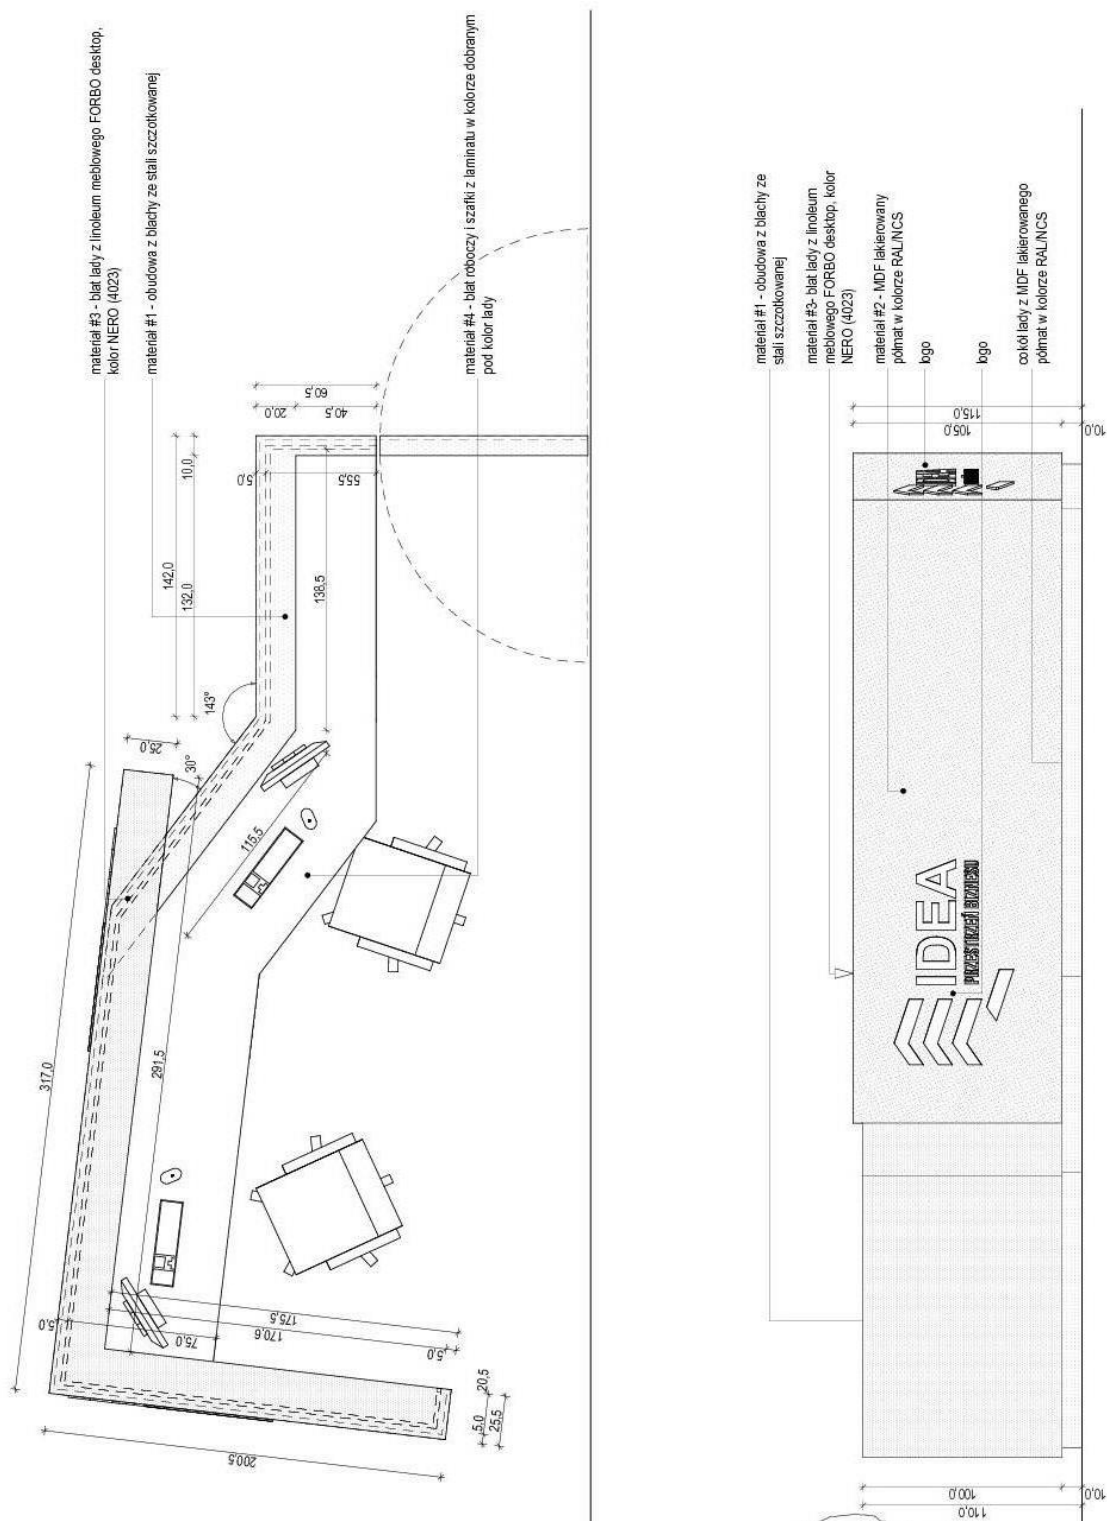 materiał #3 - blat lady z linoleum meblowego FORBO desktop,
kolor NERO (4023)
materiał #1 - obudowa z blachy ze stali szczotkowanej
materiał #4 - blat roboczy i szafki z laminatu w kolorze dobranym
pod kolor lady
60,5
20,0
40,5
142,0
10,0
132,0
5,0
55,5
138,5
143°
25,0
30°
115,5
317,0
291,5
5,0
75,0
175,5
170,6
5,0
20,5
5,0
25,5
200,5
materiał #1 - obudowa z blachy ze
stali szczotkowanej
materiał #3- blat lady z linoleum
meblowego FORBO desktop, kolor
NERO (4023)
materiał #2 - MDF lakierowany
półmat w kolorze RAL/NCS
logo
logo
cokół lady z MDF lakierowanego
półmat w kolorze RAL/NCS
115,0
105,0
10,0
IDEA
PRZESTRZEŃ BIZNESU
100,0
110,0
10,0